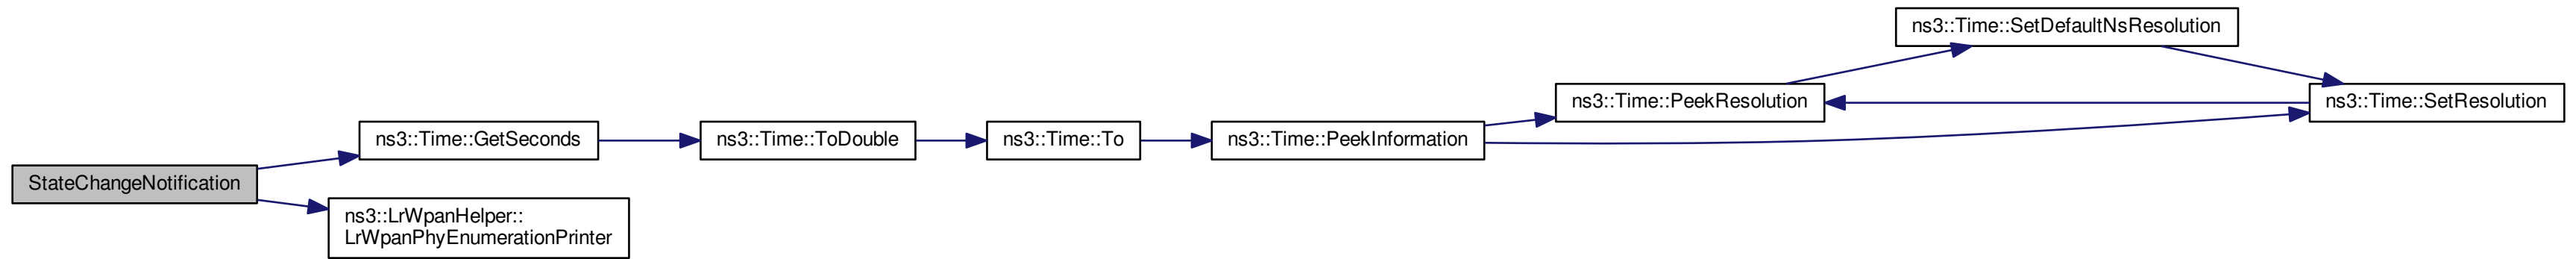 StateChangeNotification
ns3::Time::GetSeconds
ns3::LrWpanHelper::
LrWpanPhyEnumerationPrinter
ns3::Time::ToDouble
ns3::Time::To
ns3::Time::PeekInformation
ns3::Time::PeekResolution
ns3::Time::SetDefaultNsResolution
ns3::Time::SetResolution